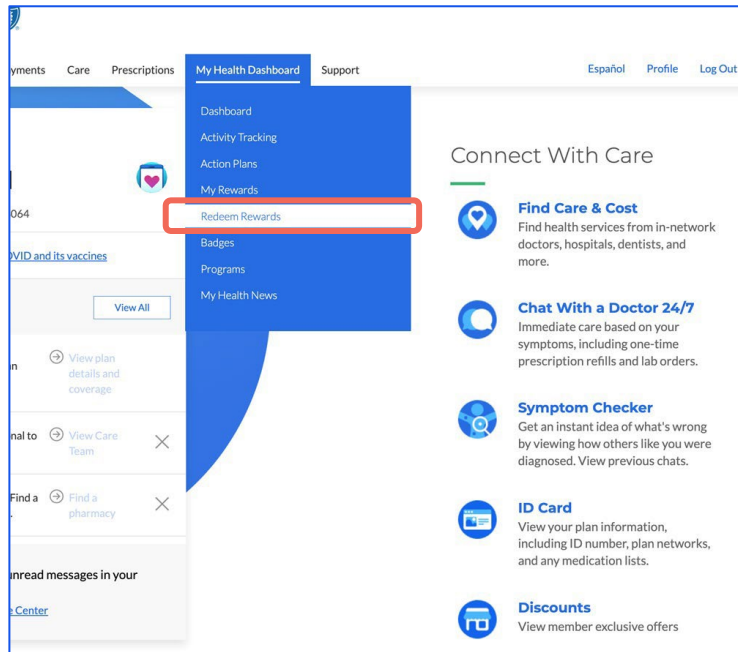 yments Care Prescriptions My Health Dashboard Support Español Profile Log Out
Dashboard
Activity Tracking
Action Plans
My Rewards
Redeem Rewards
Badges
Programs
My Health News
064
OVID and its vaccines
View All
n
View plan
details and
coverage
nal to
View Care
Team
Find a
.
Find a
pharmacy
unread messages in your
e Center
Connect With Care
Find Care & Cost
Find health services from in-network
doctors, hospitals, dentists, and
more.
Chat With a Doctor 24/7
Immediate care based on your
symptoms, including one-time
prescription refills and lab orders.
Symptom Checker
Get an instant idea of what's wrong
by viewing how others like you were
diagnosed. View previous chats.
ID Card
View your plan information,
including ID number, plan networks,
and any medication lists.
Discounts
View member exclusive offers